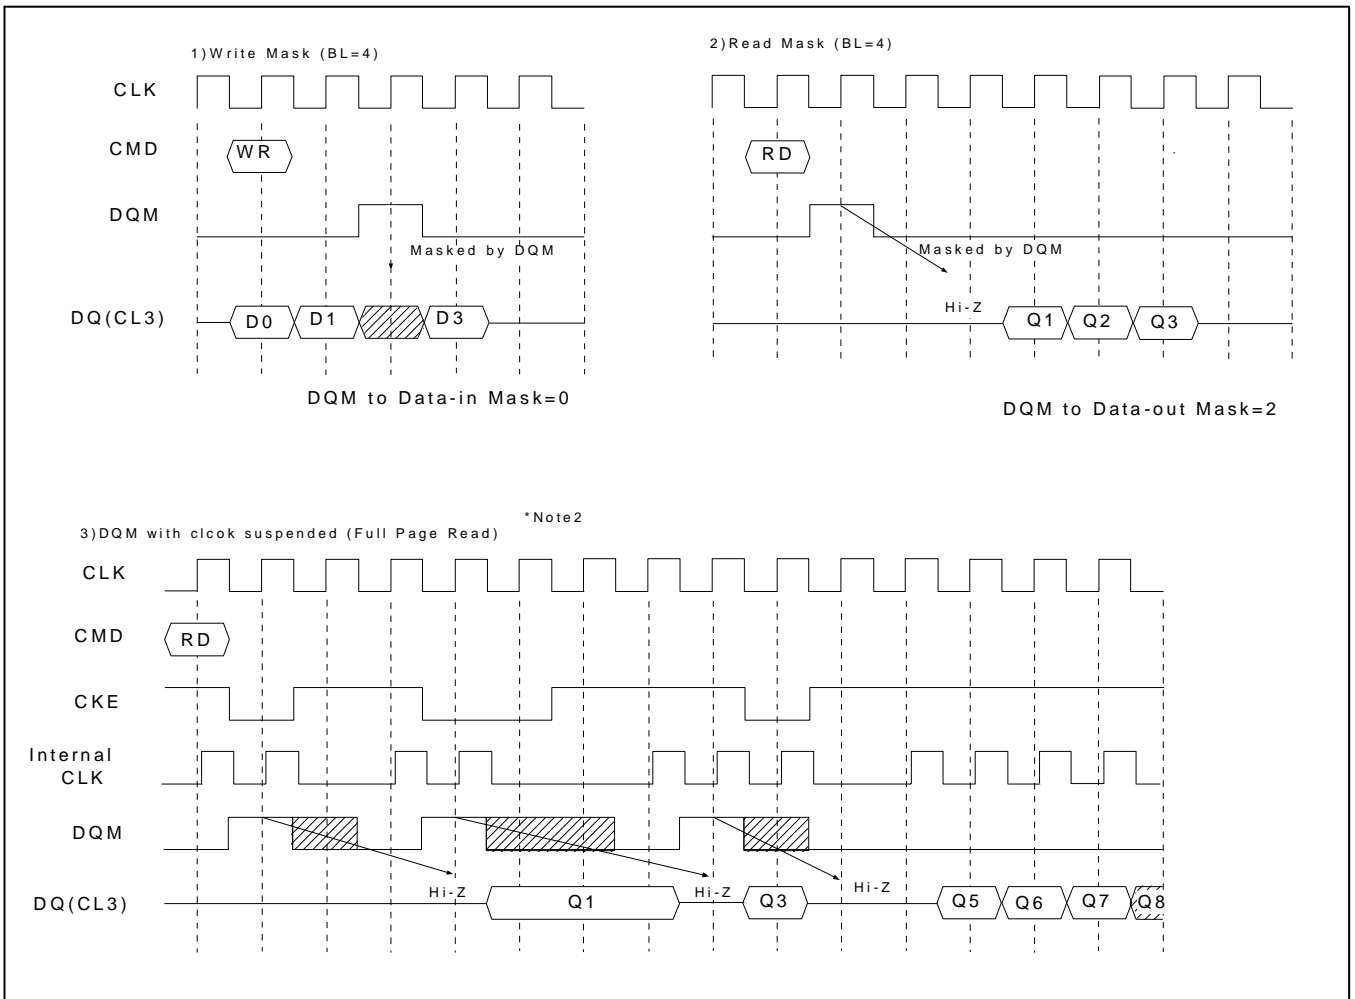 1)Write Mask (BL=4)
CLK
CMD
WR
DQM
Masked by DQM
DQ(CL3)
D0 D1 D3
DQM to Data-in Mask=0
2)Read Mask (BL=4)
RD
Masked by DQM
Hi-Z
Q1 Q2 Q3
DQM to Data-out Mask=2
*Note2
3)DQM with clcok suspended (Full Page Read)
CLK
CMD
RD
CKE
Internal
CLK
DQM
Hi-Z Hi-Z Hi-Z
DQ(CL3)
Q1 Q3 Q5 Q6 Q7 Q8